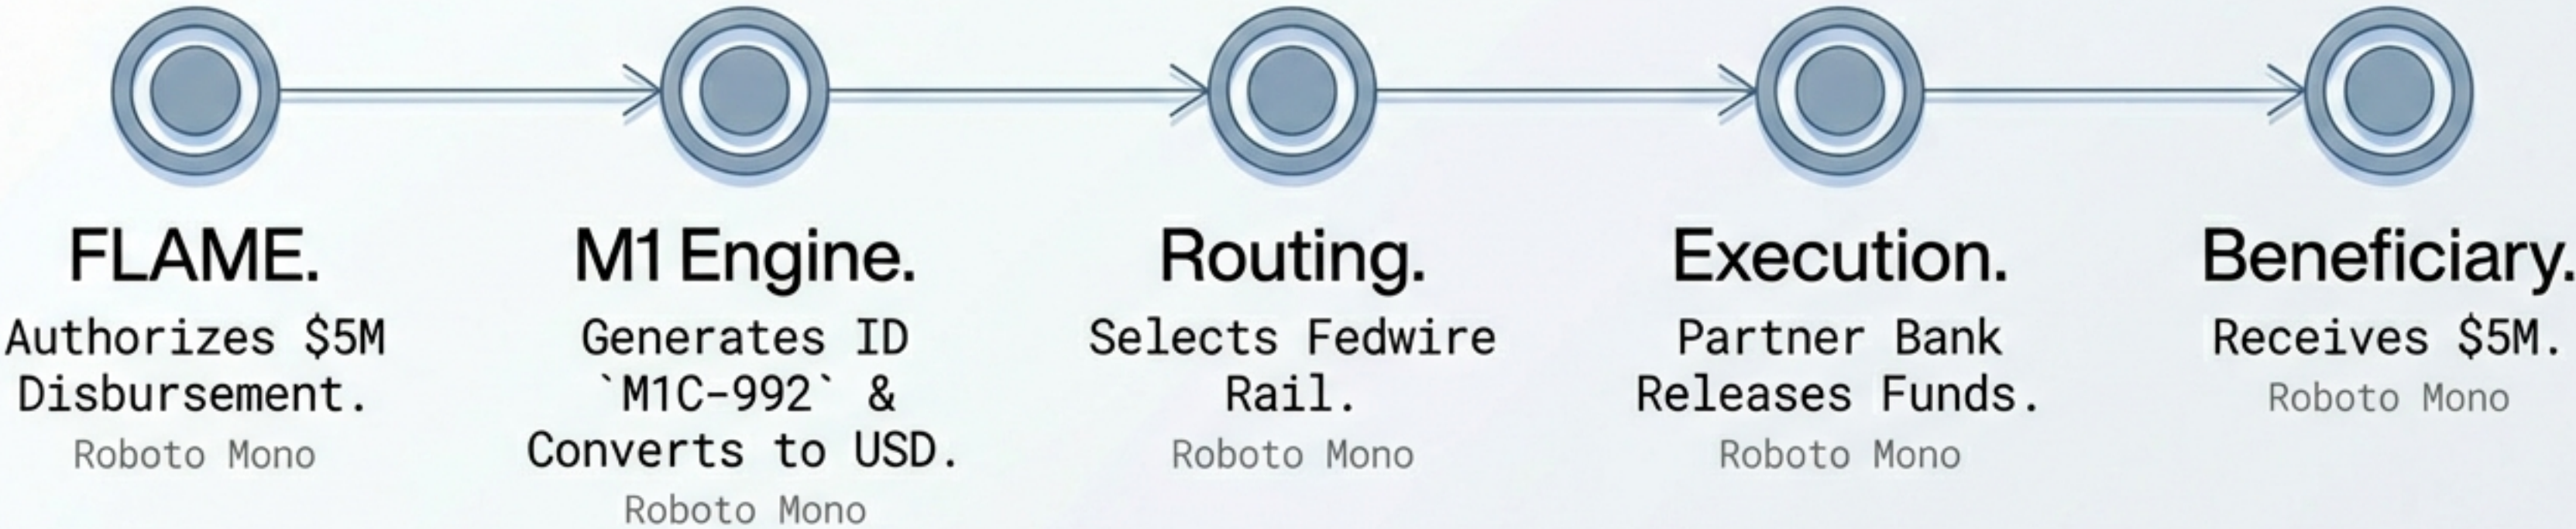 FLAME.
Authorizes $5M
Disbursement.
Roboto Mono
M1 Engine.
Generates ID
`M1C-992` &
Converts to USD.
Roboto Mono
Routing.
Selects Fedwire
Rail.
Roboto Mono
Execution.
Partner Bank
Releases Funds.
Roboto Mono
Beneficiary.
Receives $5M.
Roboto Mono